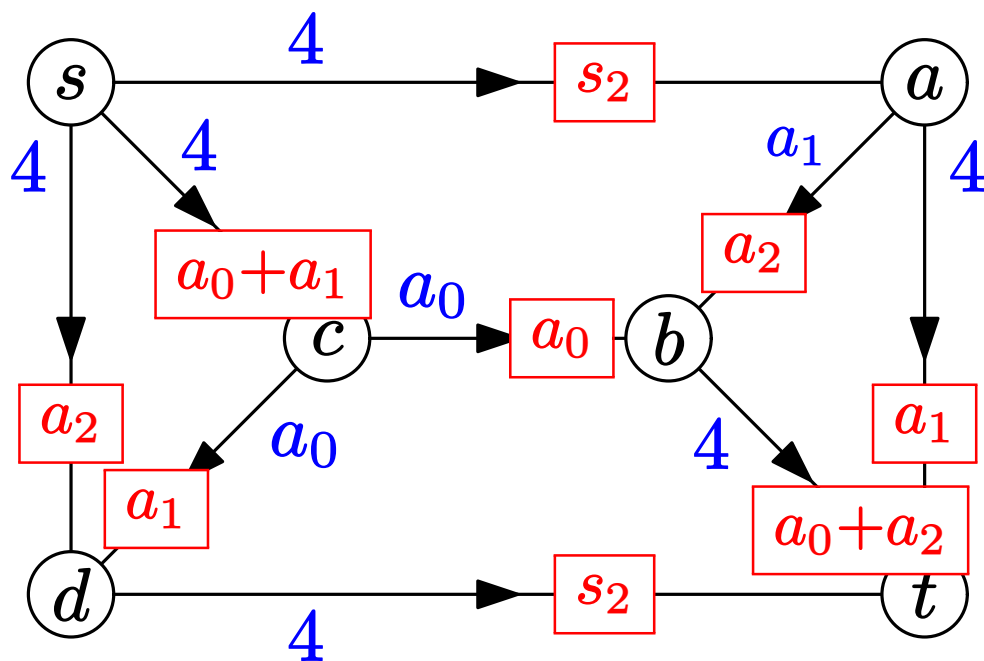 4
s s₂ a
4 4 a₁ 4
a₀+a₁ a₂
a₀
c a₀ b
a₂ a₀ 4 a₁
a₁ a₀+a₂
d s₂ t
4